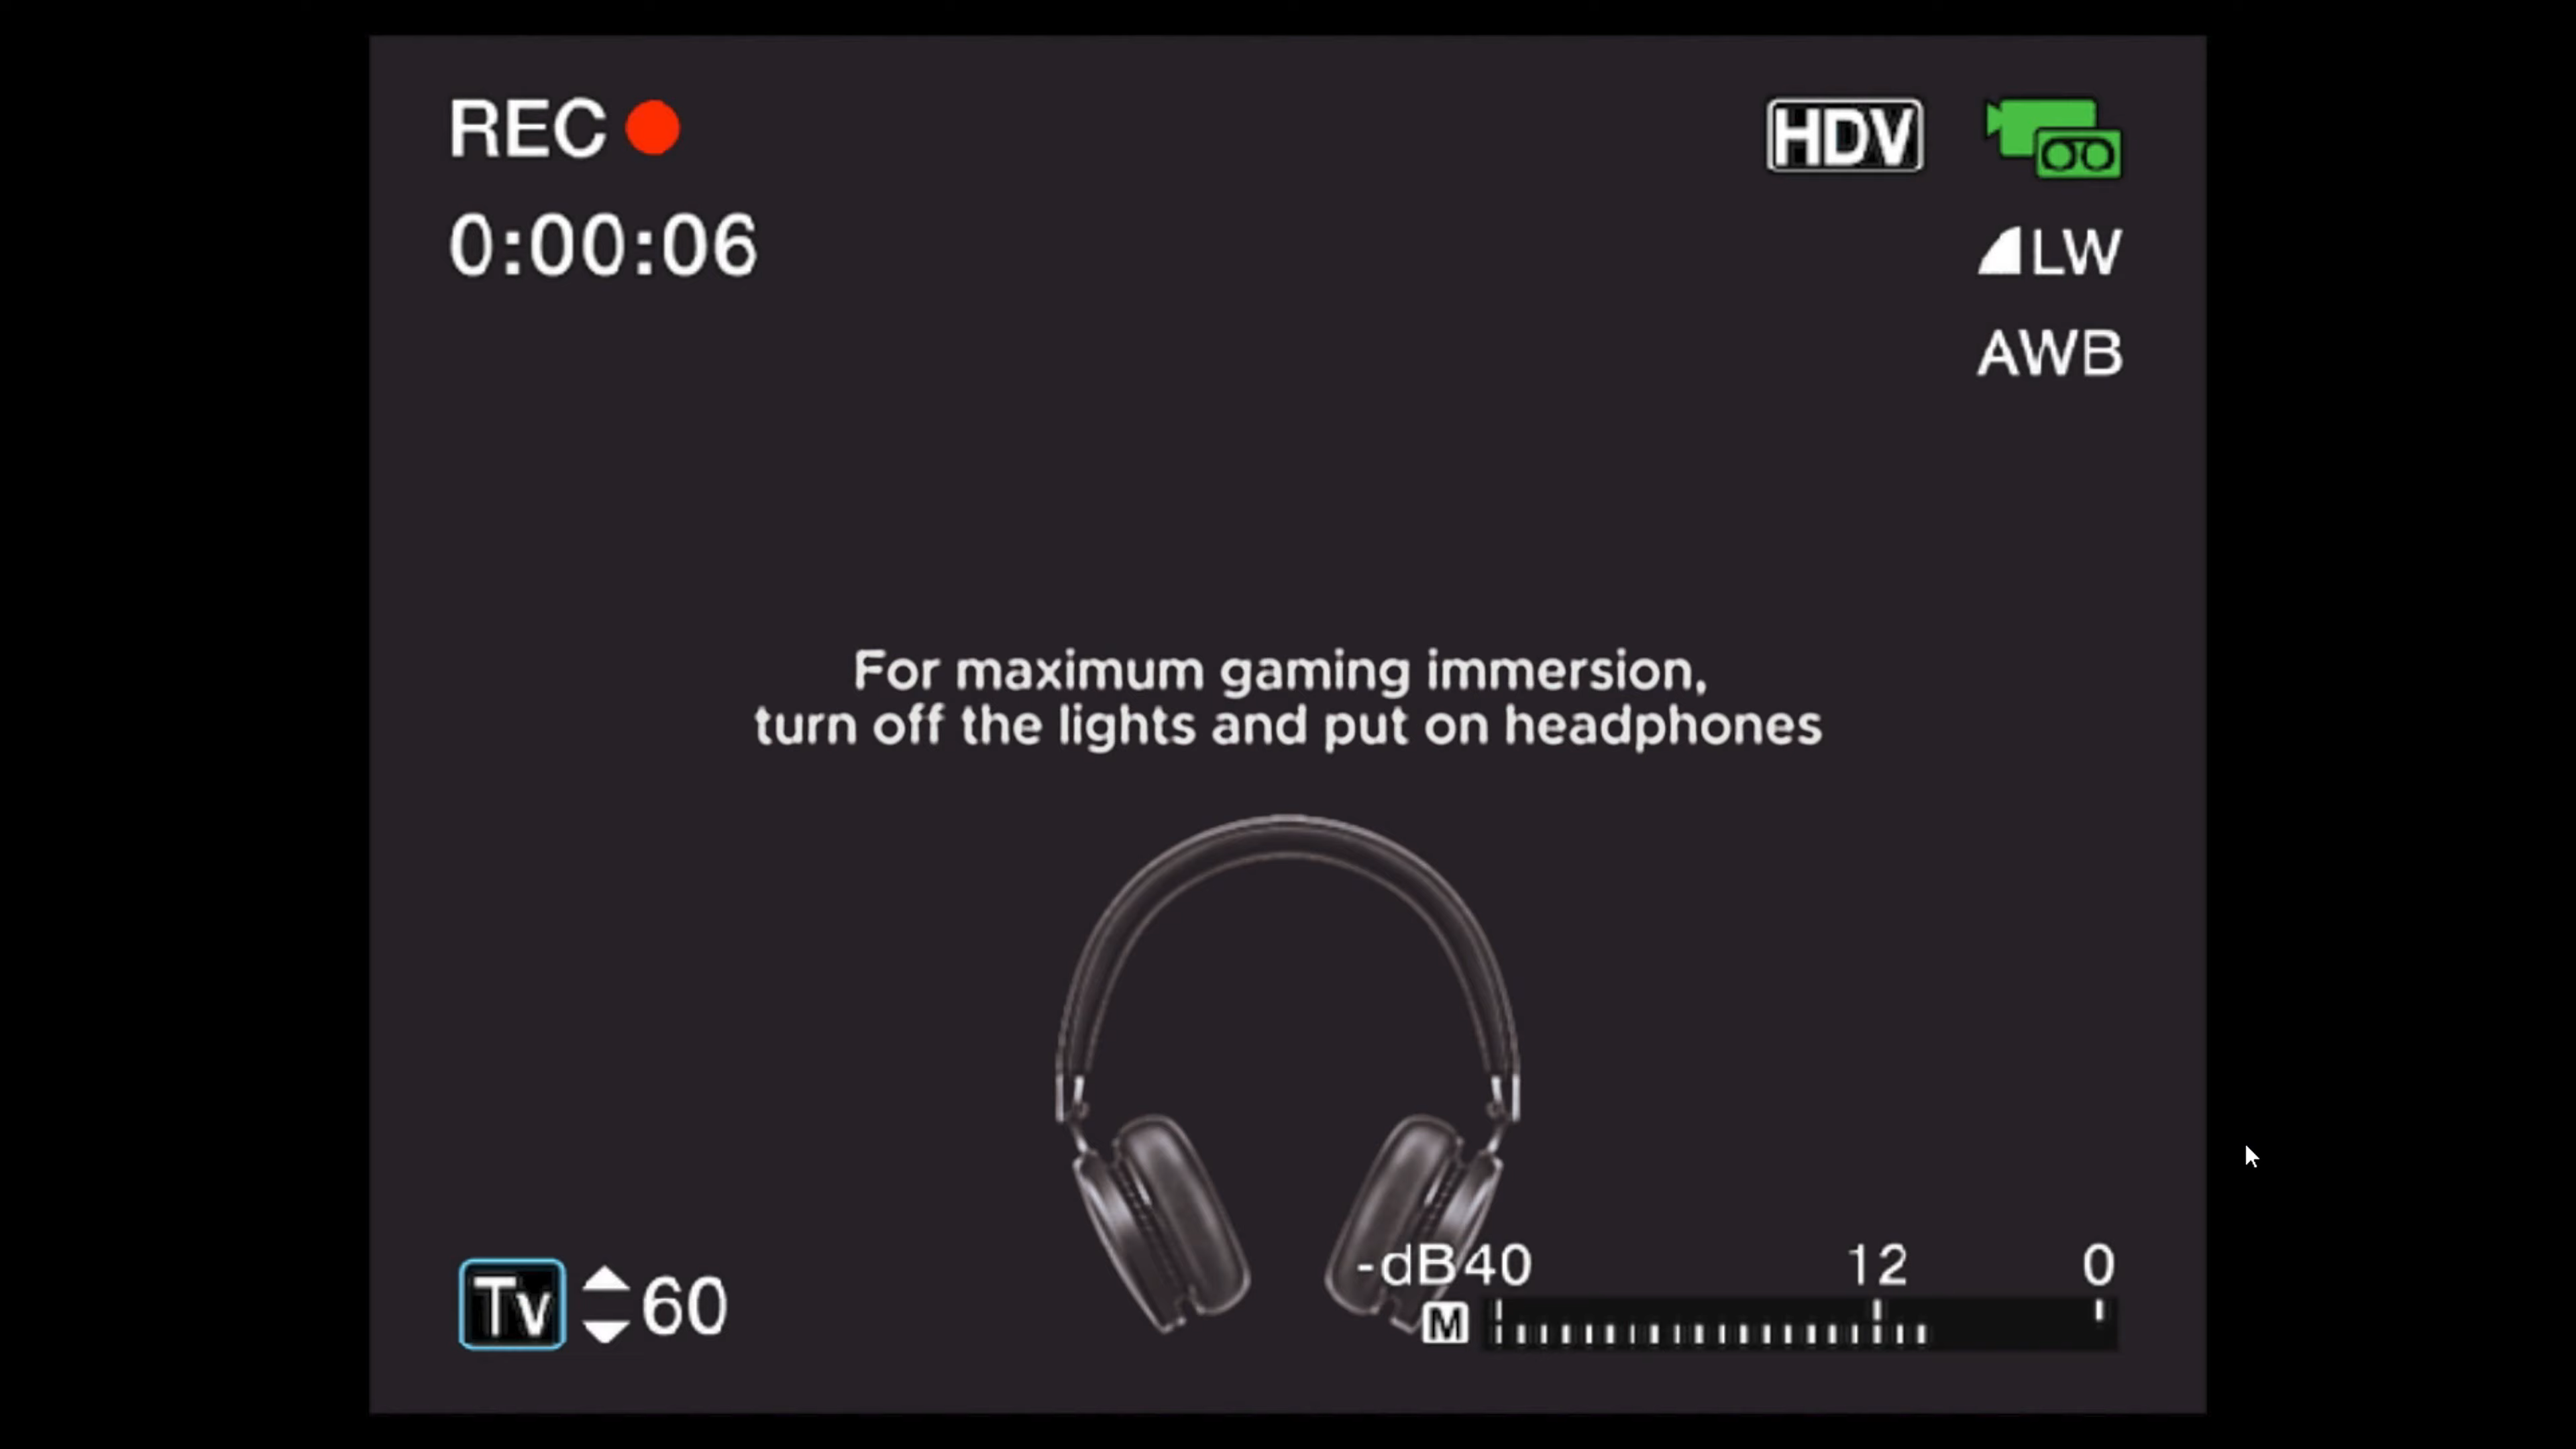 REC
HDV
0:00:06
LW
AWB
For maximum gaming immersion,
turn off the lights and put on headphones
-dB40 12 0
Tv 60
M